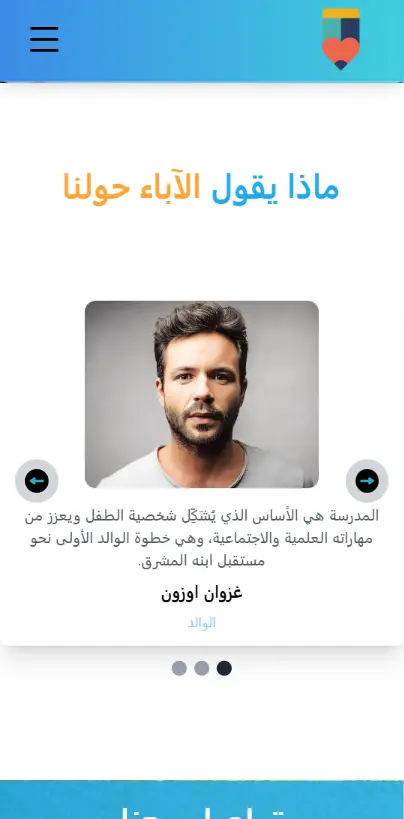 ماذا يقول الآباء حولنا
المدرسة هي الأساس الذي يُشكِّل شخصية الطفل ويعزز من
مهاراته العلمية والاجتماعية، وهي خطوة الوالد الأولى نحو
مستقبل ابنه المشرق.
غزوان اوزون
الوالد